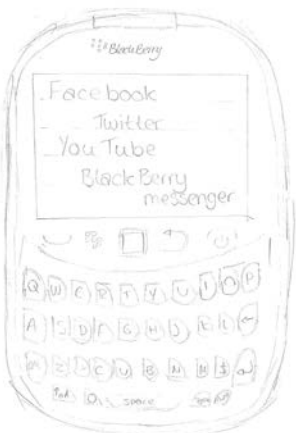 BlackBerry
Facebook
Twitter
YouTube
BlackBerry
messenger
Q W E R T Y U I O P
A S D F G H J K L
Z C B N M $
space